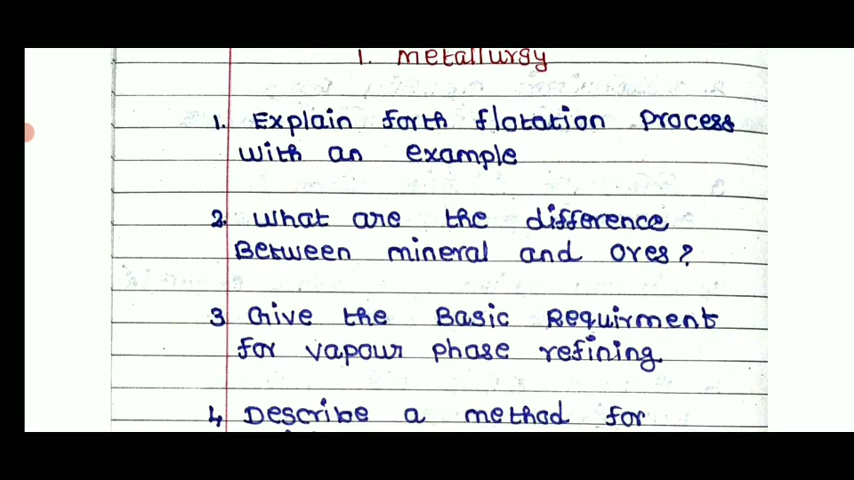 1. Metallurgy
1. Explain forth flotation process
with an example
2. What are the difference
Between mineral and ores?
3 Give the Basic Requirment
for vapour phase refining
4 Describe a method for